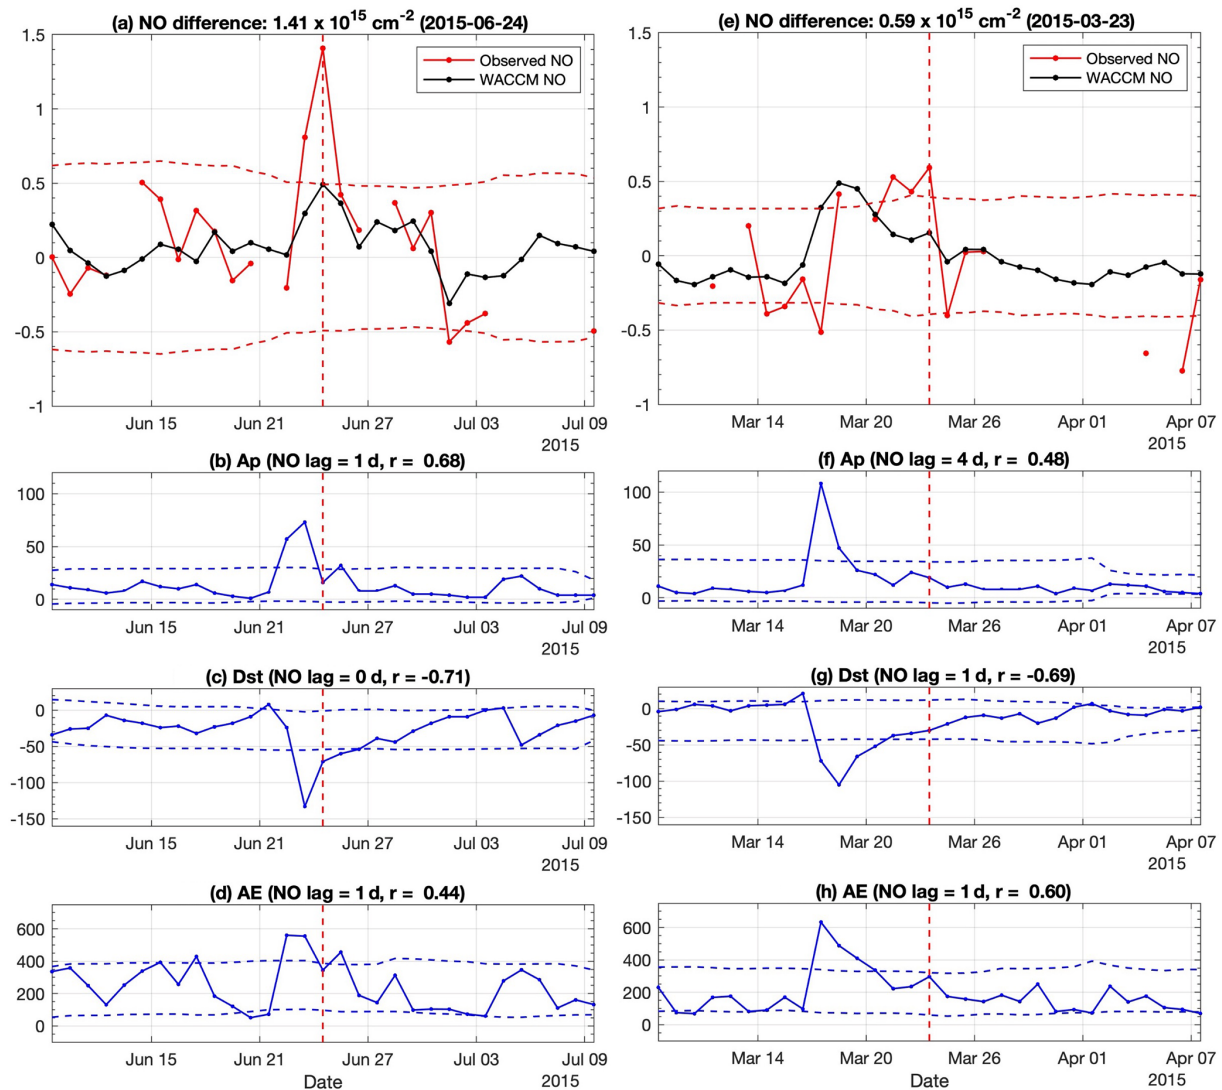 (a) NO difference: 1.41 x 10¹⁵ cm⁻² (2015-06-24)
Observed NO
WACCM NO
1.5
1
0.5
0
-0.5
-1
Jun 15 Jun 21 Jun 27 Jul 03 Jul 09
2015
(b) Ap (NO lag = 1 d, r = 0.68)
100
50
0
Jun 15 Jun 21 Jun 27 Jul 03 Jul 09
2015
(c) Dst (NO lag = 0 d, r = -0.71)
0
-50
-100
-150
Jun 15 Jun 21 Jun 27 Jul 03 Jul 09
2015
(d) AE (NO lag = 1 d, r = 0.44)
600
400
200
0
Jun 15 Jun 21 Jun 27 Jul 03 Jul 09
Date 2015
(e) NO difference: 0.59 x 10¹⁵ cm⁻² (2015-03-23)
Observed NO
WACCM NO
1.5
1
0.5
0
-0.5
-1
Mar 14 Mar 20 Mar 26 Apr 01 Apr 07
2015
(f) Ap (NO lag = 4 d, r = 0.48)
100
50
0
Mar 14 Mar 20 Mar 26 Apr 01 Apr 07
2015
(g) Dst (NO lag = 1 d, r = -0.69)
0
-50
-100
-150
Mar 14 Mar 20 Mar 26 Apr 01 Apr 07
2015
(h) AE (NO lag = 1 d, r = 0.60)
600
400
200
0
Mar 14 Mar 20 Mar 26 Apr 01 Apr 07
Date 2015